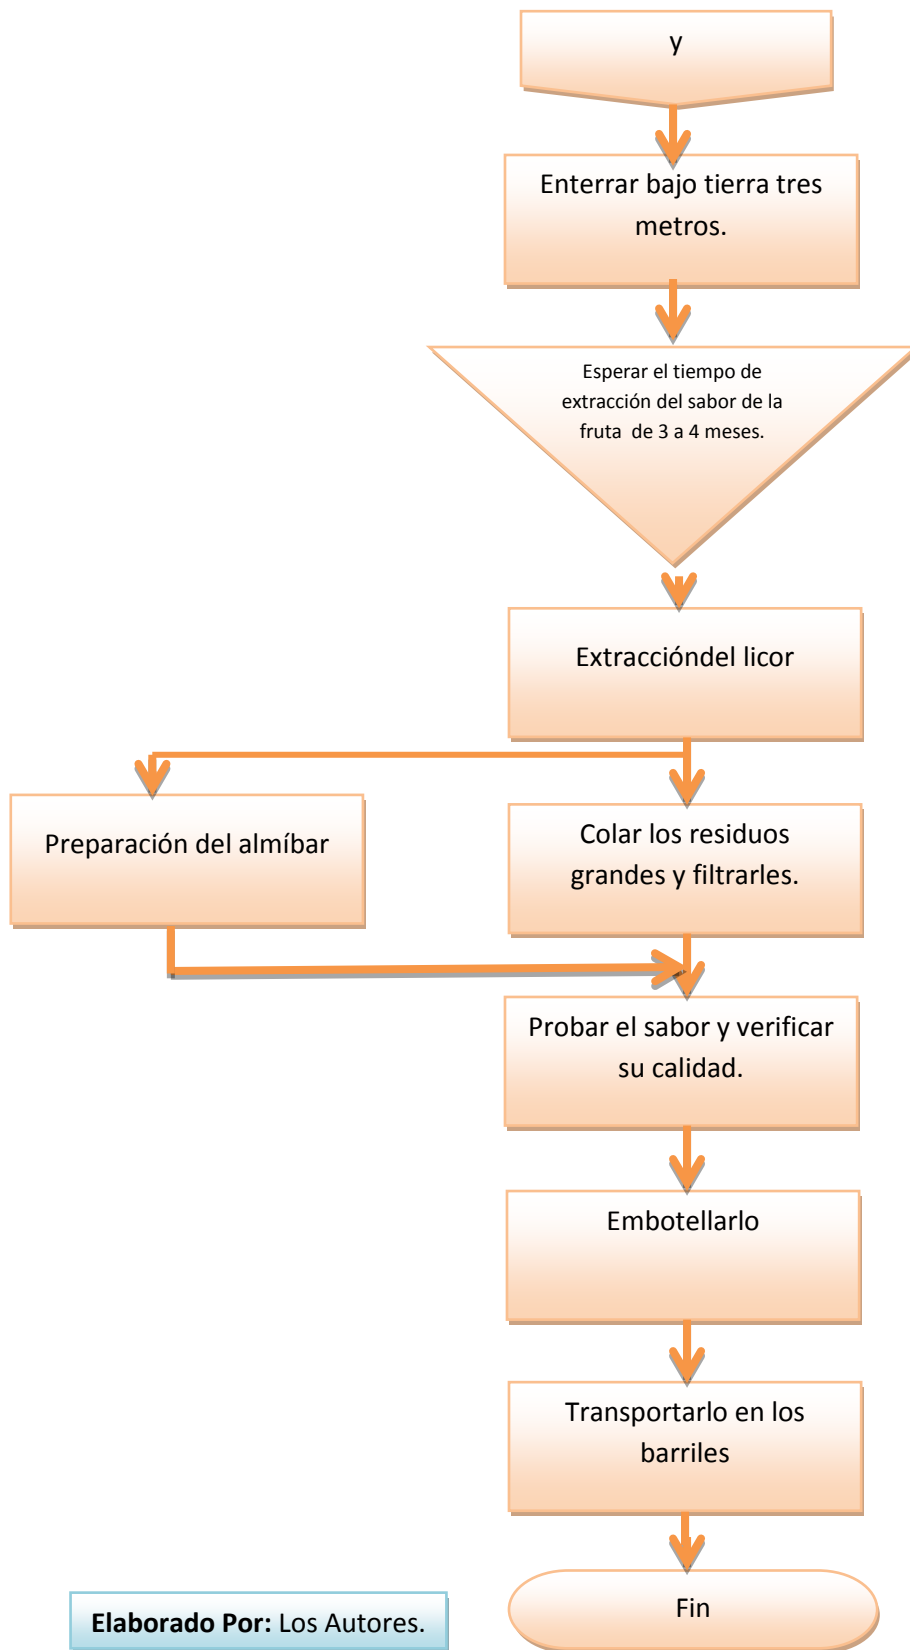 y
Enterrar bajo tierra tres
metros.
Esperar el tiempo de
extracción del sabor de la
fruta de 3 a 4 meses.
Extraccióndel licor
Preparación del almíbar
Colar los residuos
grandes y filtrarles.
Probar el sabor y verificar
su calidad.
Embotellarlo
Transportarlo en los
barriles
Fin
Elaborado Por: Los Autores.